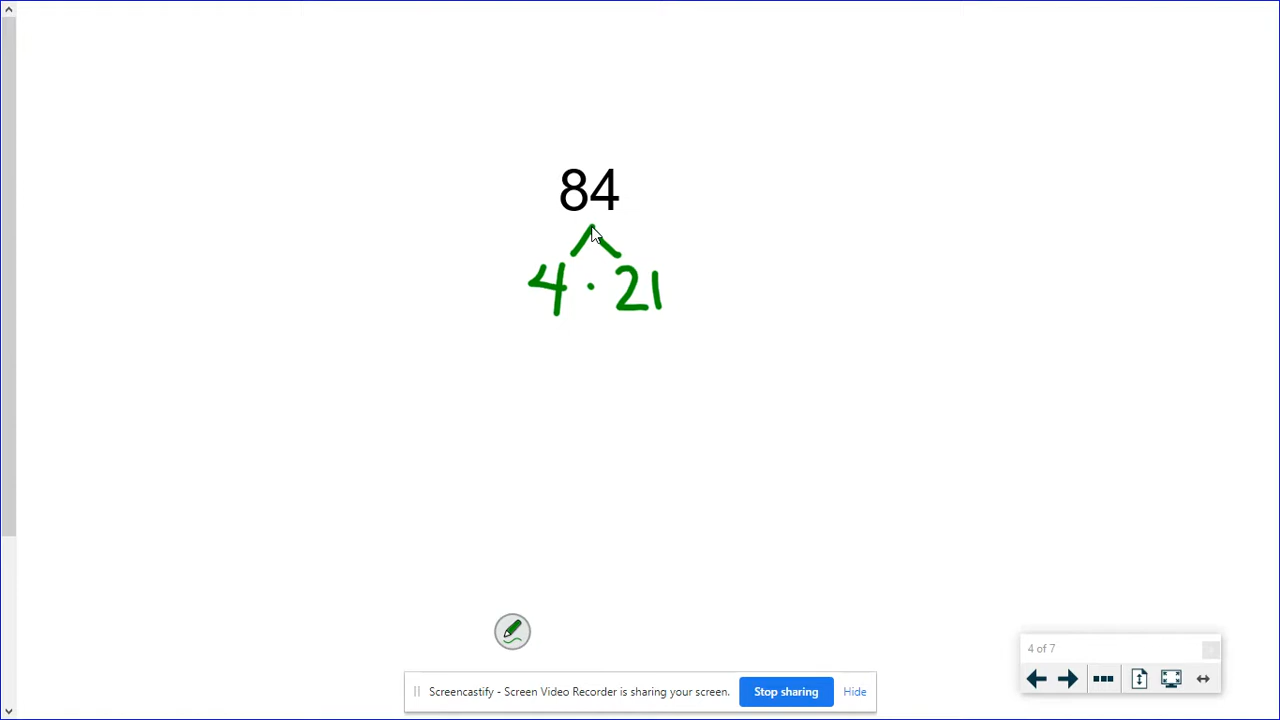 84
4 · 21
4 of 7
Screencastify - Screen Video Recorder is sharing your screen. Stop sharing Hide